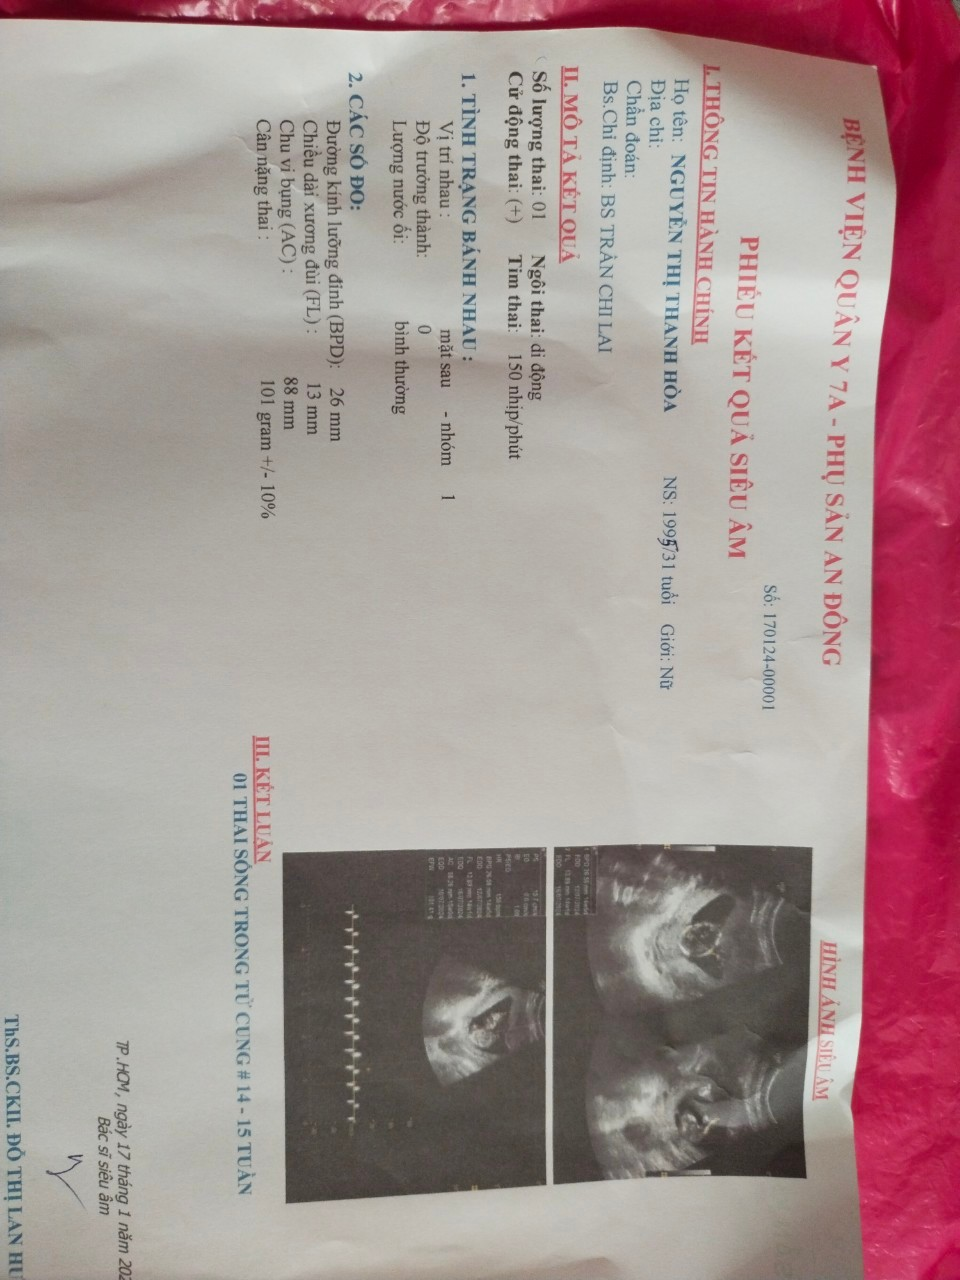 BỆNH VIỆN QUÂN Y 7A - PHỤ SẢN AN ĐÔNG
Số: 170124-00001
PHIẾU KẾT QUẢ SIÊU ÂM
I. THÔNG TIN HÀNH CHÍNH
Họ tên: NGUYỄN THỊ THANH HÒA NS: 1995/31 tuổi Giới: Nữ
Địa chỉ:
Chẩn đoán:
Bs.Chỉ định: BS TRẦN CHI LAI
II. MÔ TẢ KẾT QUẢ
Số lượng thai: 01 Ngôi thai: di động
Cử động thai: (+) Tim thai: 150 nhịp/phút
1. TÌNH TRẠNG BÁNH NHAU :
Vị trí nhau : mặt sau - nhóm 1
Độ trưởng thành: 0
Lượng nước ối: bình thường
2. CÁC SỐ ĐO:
Đường kính lưỡng đỉnh (BPD): 26 mm
Chiều dài xương đùi (FL) : 13 mm
Chu vi bụng (AC) : 88 mm
Cân nặng thai : 101 gram +/- 10%
HÌNH ẢNH SIÊU ÂM
III. KẾT LUẬN
01 THAI SỐNG TRONG TỬ CUNG # 14 - 15 TUẦN
TP.HCM, ngày 17 tháng 1 năm 202
Bác sĩ siêu âm
ThS.BS.CKII. ĐỖ THỊ LAN HƯ